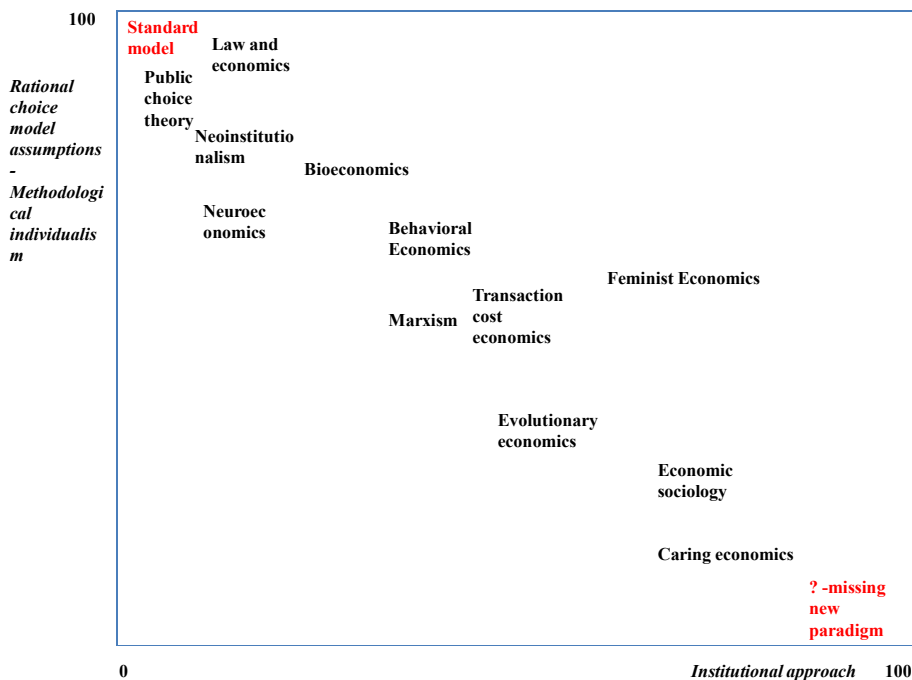 100
Standard
model
Law and
economics
Rational
choice
model
assumptions
-
Methodologi
cal
individualis
m
Public
choice
theory
Neoinstitutio
nalism
Bioeconomics
Neuroec
onomics
Behavioral
Economics
Feminist Economics
Transaction
cost
economics
Marxism
Evolutionary
economics
Economic
sociology
Caring economics
? -missing
new
paradigm
0
Institutional approach
100